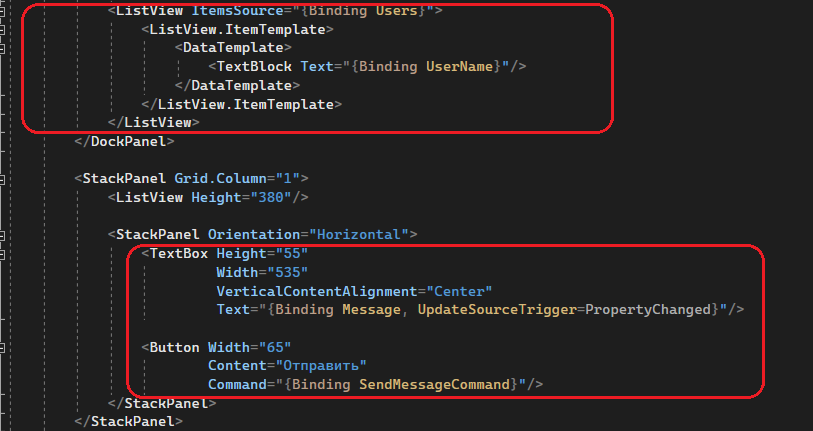 <ListView ItemsSource="{Binding Users}">
<ListView.ItemTemplate>
<DataTemplate>
<TextBlock Text="{Binding UserName}"/>
</DataTemplate>
</ListView.ItemTemplate>
</ListView>
</DockPanel>
<StackPanel Grid.Column="1">
<ListView Height="380"/>
<StackPanel Orientation="Horizontal">
<TextBox Height="55"
Width="535"
VerticalContentAlignment="Center"
Text="{Binding Message, UpdateSourceTrigger=PropertyChanged}"/>
<Button Width="65"
Content="Отправить"
Command="{Binding SendMessageCommand}"/>
</StackPanel>
</StackPanel>